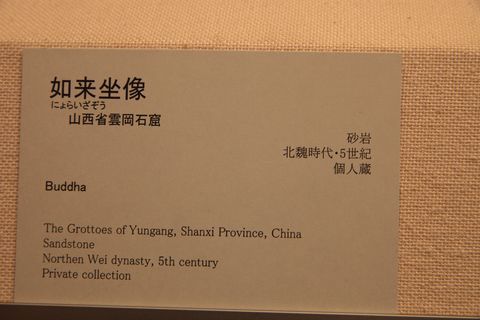 如来坐像
にょらいざぞう
山西省雲岡石窟
砂岩
北魏時代・5世紀
個人蔵
Buddha
The Grottoes of Yungang, Shanxi Province, China
Sandstone
Northen Wei dynasty, 5th century
Private collection